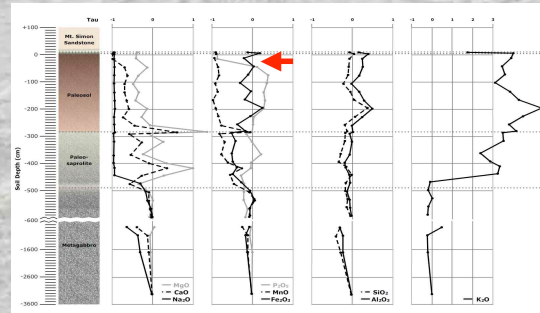 Tau
-1 0 1
-1 0 1
-1 0 1
-1 0 1 2 3
+100
0
-100
-200
-300
-400
-500
-600
-1600
-2600
-3600
Soil Depth (cm)
Mt. Simon
Sandstone
Paleosol
Paleo-
saprolite
Metagabbro
MgO
CaO
Na₂O
P₂O₅
MnO
Fe₂O₃
SiO₂
Al₂O₃
K₂O